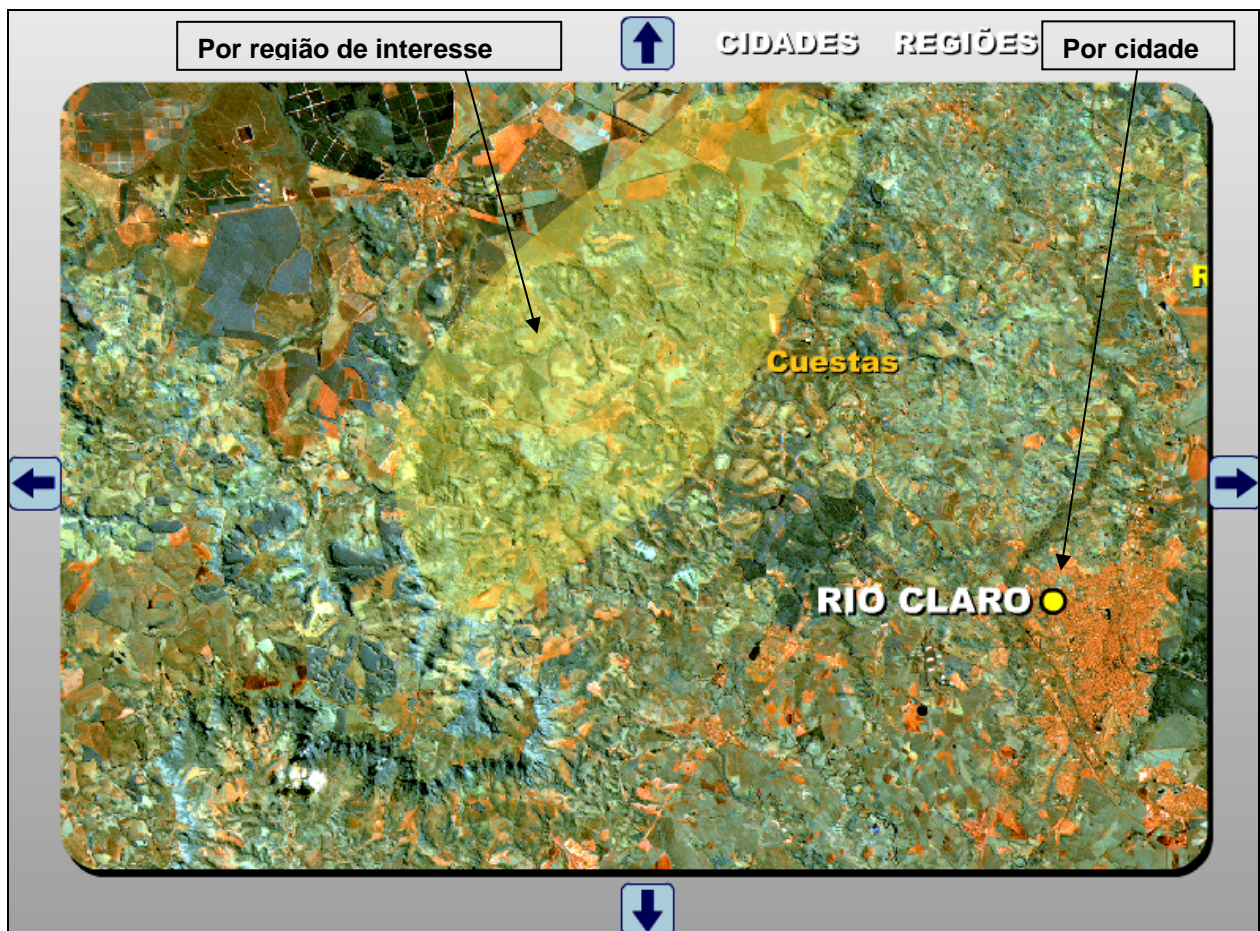 Por região de interesse
CIDADES REGIÕES
Por cidade
R
Cuestas
RIO CLARO